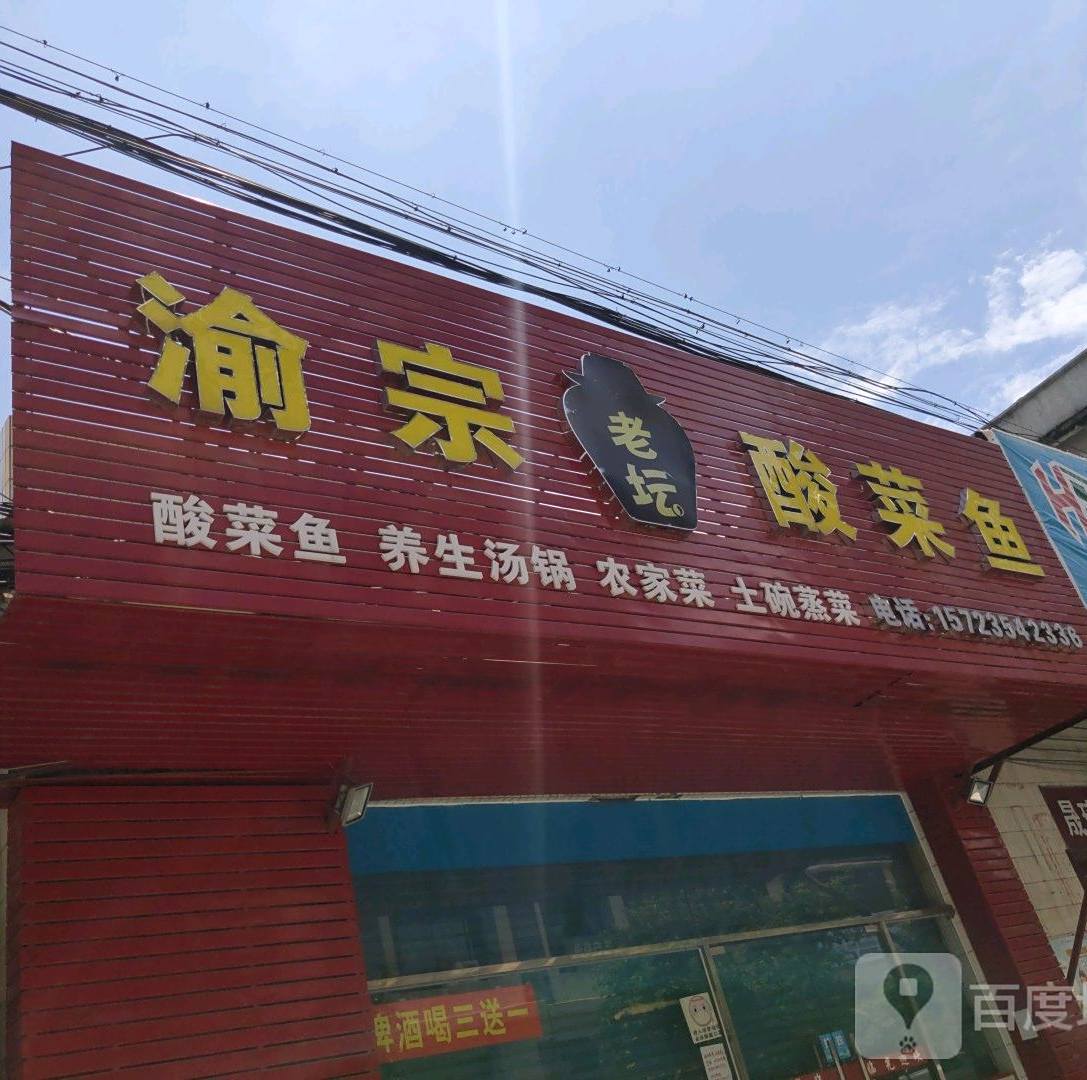 渝宗 老坛 酸菜鱼
酸菜鱼 养生汤锅 农家菜 土碗蒸菜 电话:15723542336
啤酒喝三送一
百度